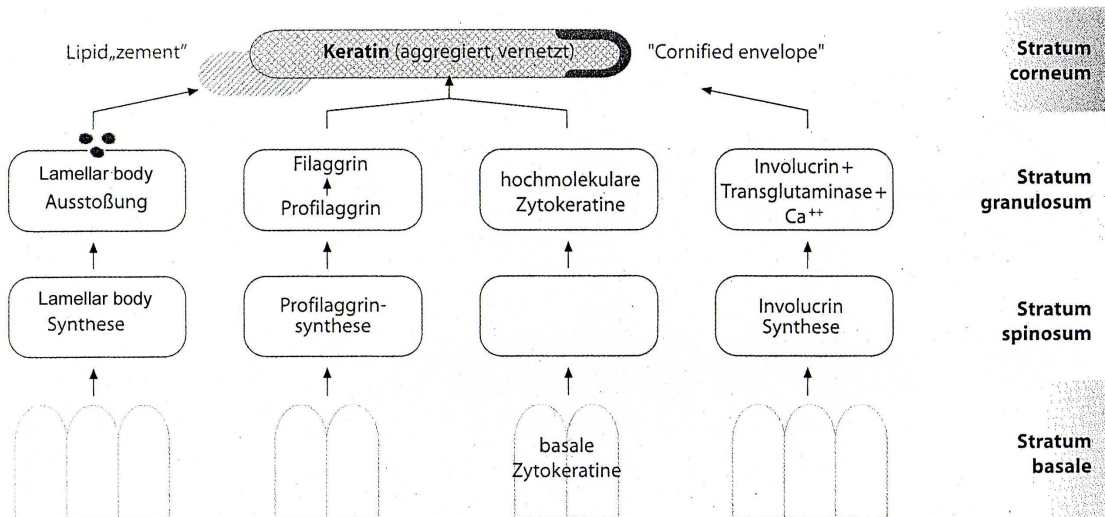 Lipid„zement"
Keratin (aggregiert, vernetzt)
"Cornified envelope"
Stratum
corneum
Lamellar body
Ausstoßung
Filaggrin
Profilaggrin
hochmolekulare
Zytokeratine
Involucrin +
Transglutaminase +
Ca++
Stratum
granulosum
Lamellar body
Synthese
Profilaggrin-
synthese
Involucrin
Synthese
Stratum
spinosum
basale
Zytokeratine
Stratum
basale